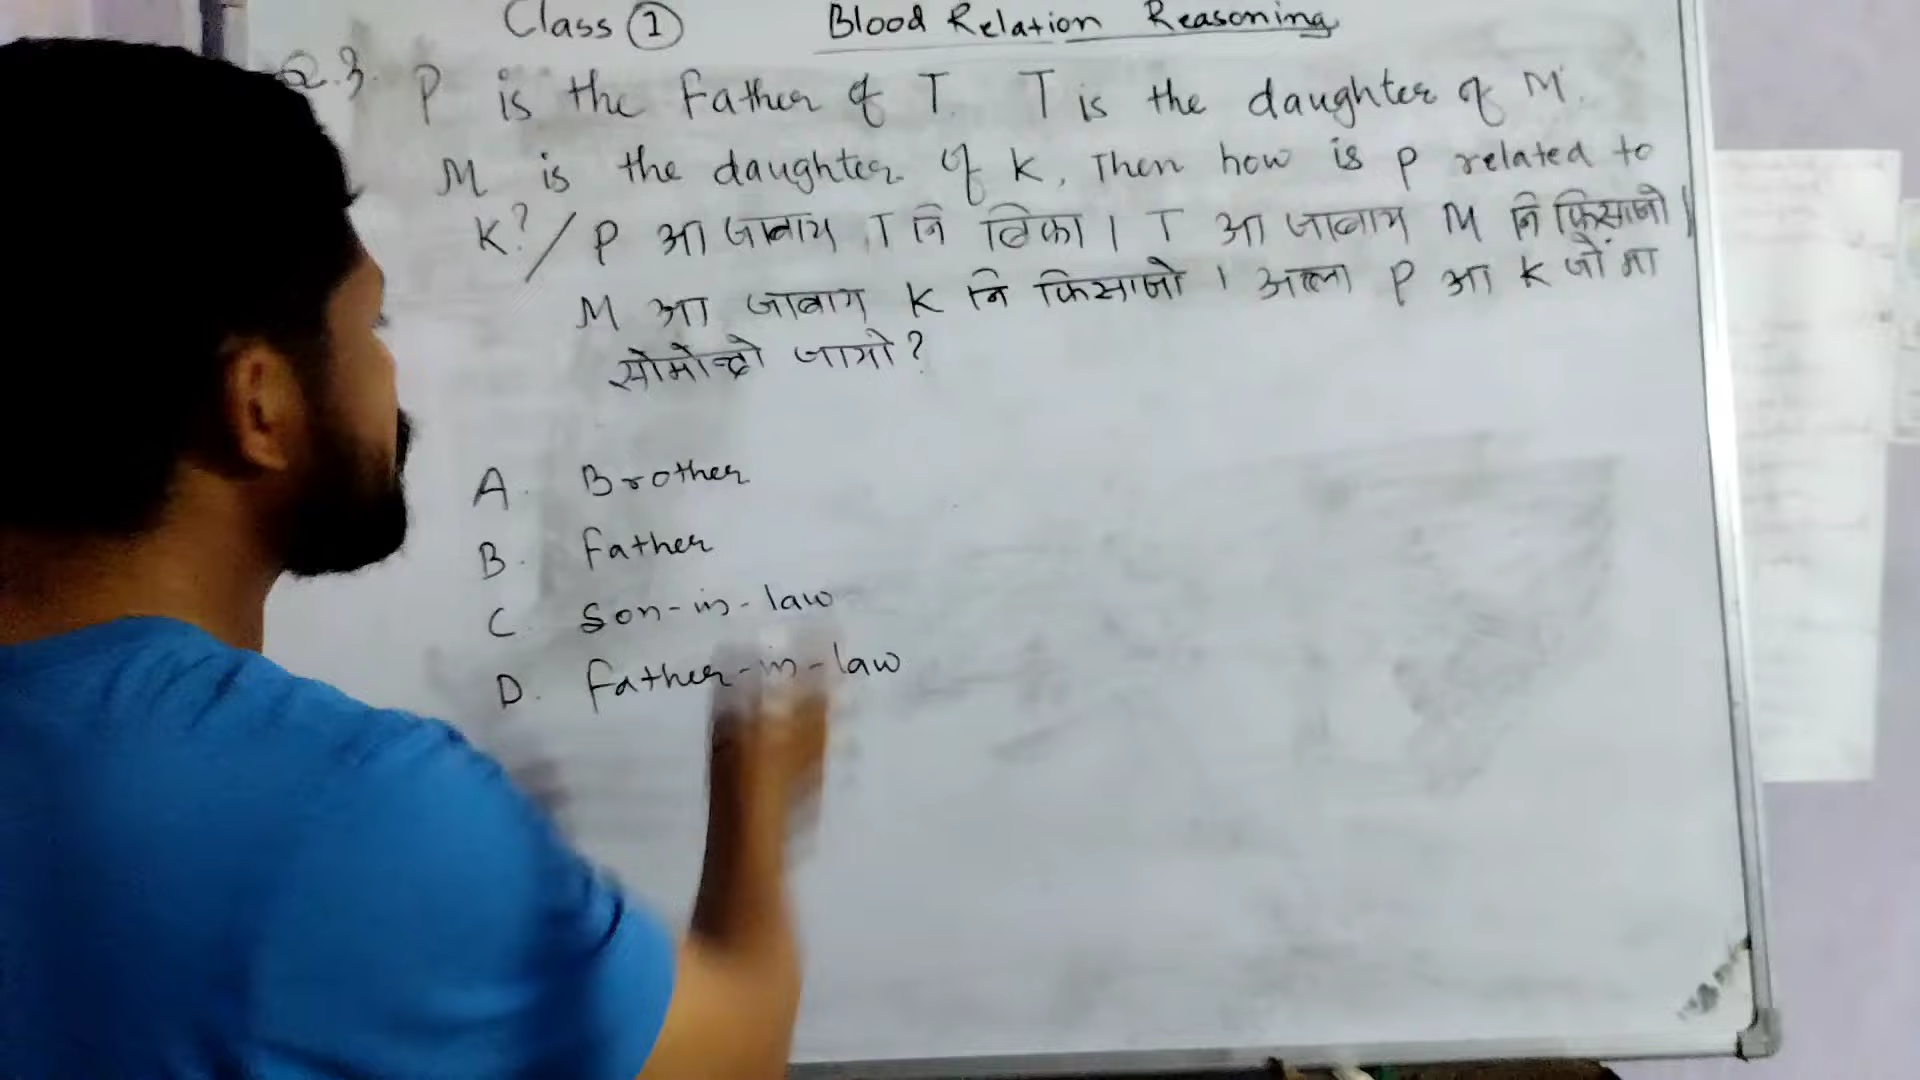 Class 1 Blood Relation Reasoning
Q.3. P is the Father of T. T is the daughter of M.
M is the daughter of K, Then how is P related to
K? / P आ जाबाय T नि बिफा। T आ जाबाय M नि फिसाजो।
M आ जाबाय K नि फिसाजो। अब्ला P आ K जों मा
सोमोन्दो जागो?
A. Brother
B. Father
C. Son-in-law
D. Father-in-law